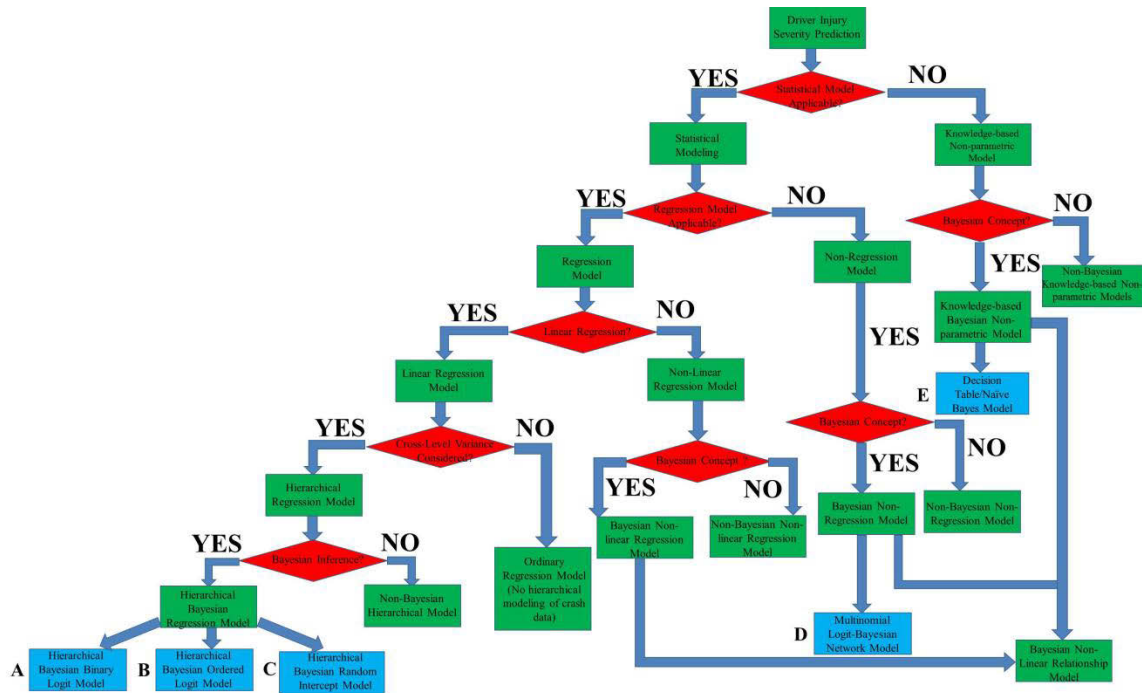 Driver Injury
Severity Prediction
YES
NO
Statistical Model
Applicable?
Statistical
Modeling
Knowledge-based
Non-parametric
Model
YES
NO
Regression Model
Applicable?
NO
Bayesian Concept?
Regression
Model
Non-Regression
Model
YES
Non-Bayesian
Knowledge-based Non-
parametric Models
YES
NO
Linear Regression?
Knowledge-based
Bayesian Non-
parametric Model
YES
Linear Regression
Model
Non-Linear
Regression Model
E
Decision
Table/Naïve
Bayes Model
YES
NO
Cross-Level Variance
Considered?
Bayesian Concept?
NO
YES
Bayesian Concept ?
YES
NO
Hierarchical
Regression Model
Bayesian Non-
linear Regression
Model
Non-Bayesian Non-
linear Regression
Model
Bayesian Non-
Regression Model
Non-Bayesian Non-
Regression Model
YES
NO
Bayesian Inference?
Ordinary
Regression Model
(No hierarchical
modeling of crash
data)
Hierarchical
Bayesian
Regression Model
Non-Bayesian
Hierarchical Model
D
Multinomial
Logit-Bayesian
Network Model
A
Hierarchical
Bayesian Binary
Logit Model
B
Hierarchical
Bayesian Ordered
Logit Model
C
Hierarchical
Bayesian Random
Intercept Model
Bayesian Non-
Linear Relationship
Model